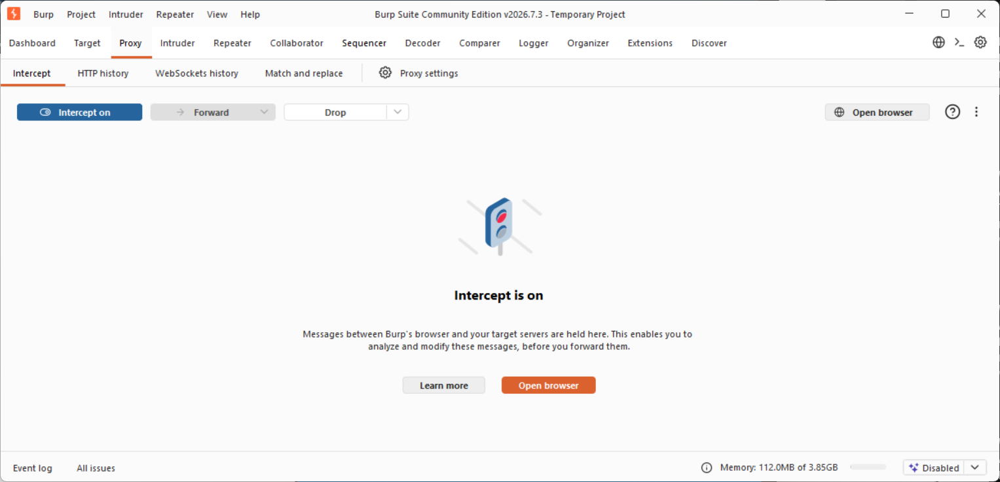 Burp Project Intruder Repeater View Help Burp Suite Community Edition v2026.7.3 - Temporary Project
Dashboard Target Proxy Intruder Repeater Collaborator Sequencer Decoder Comparer Logger Organizer Extensions Discover
Intercept HTTP history WebSockets history Match and replace Proxy settings
Intercept on Forward Drop Open browser
Intercept is on
Messages between Burp's browser and your target servers are held here. This enables you to
analyze and modify these messages, before you forward them.
Learn more Open browser
Event log All issues Memory: 112.0MB of 3.85GB Disabled